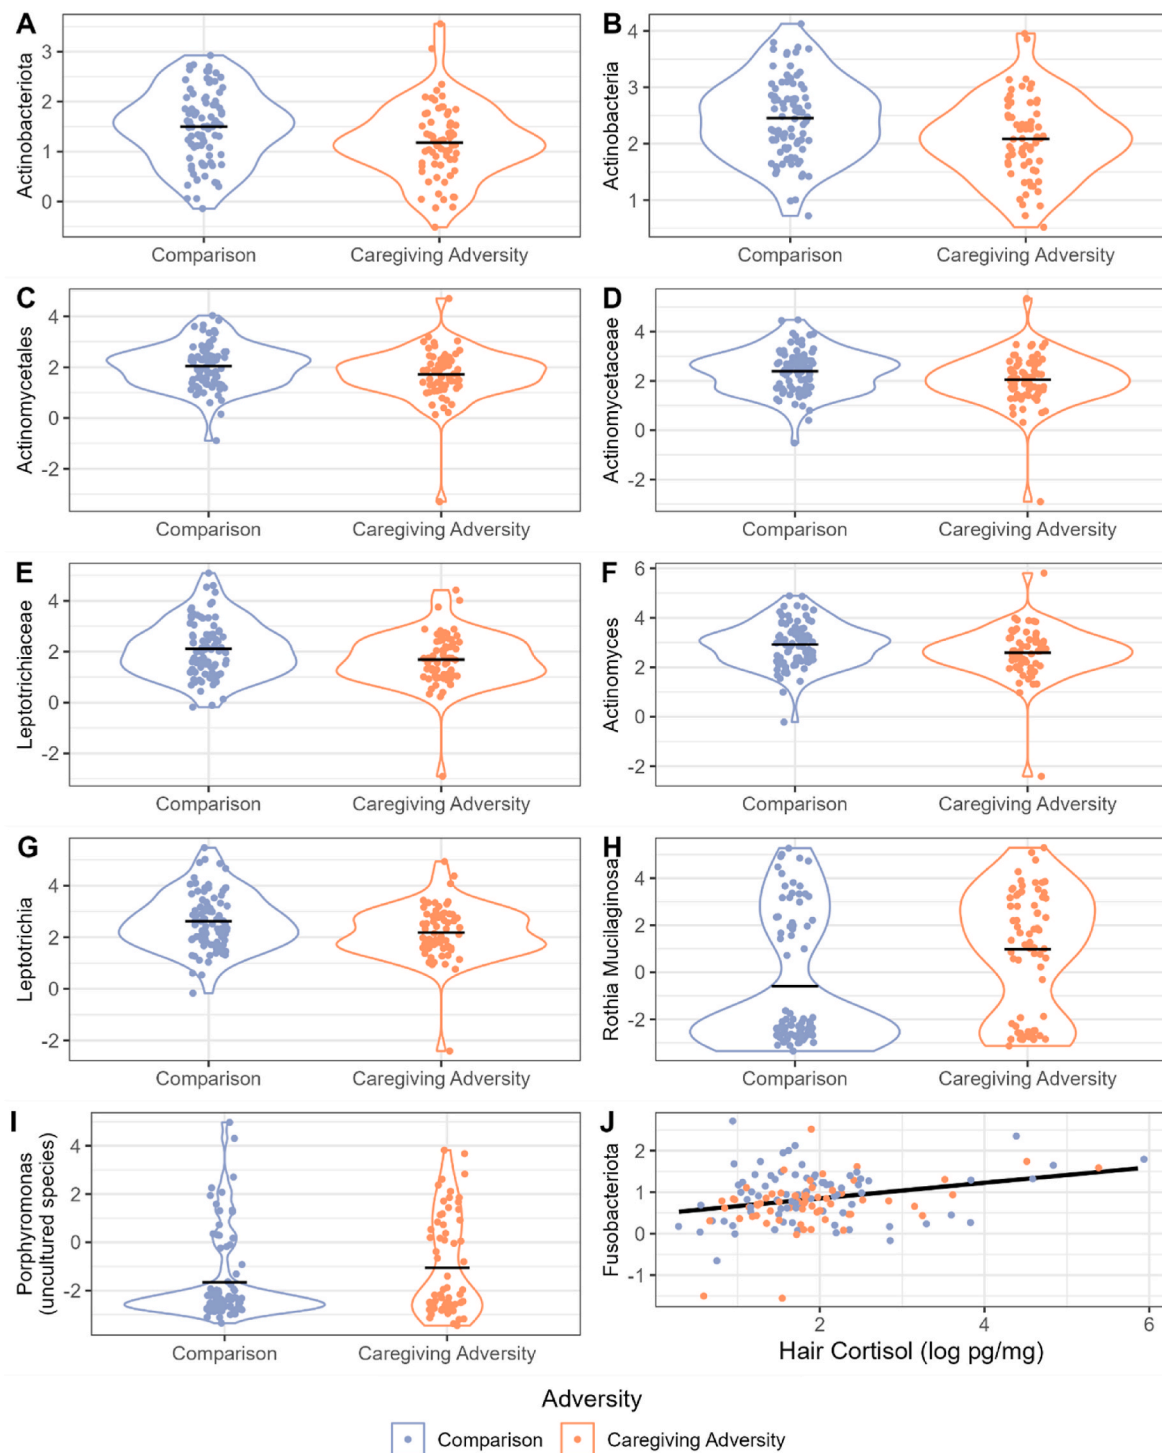 A
Actinobacteriota
3
2
1
0
Comparison
Caregiving Adversity
B
Actinobacteria
4
3
2
1
Comparison
Caregiving Adversity
C
Actinomycetales
4
2
0
-2
Comparison
Caregiving Adversity
D
Actinomycetaceae
4
2
0
-2
Comparison
Caregiving Adversity
E
Leptotrichiaceae
4
2
0
-2
Comparison
Caregiving Adversity
F
Actinomyces
6
4
2
0
-2
Comparison
Caregiving Adversity
G
Leptotrichia
4
2
0
-2
Comparison
Caregiving Adversity
H
Rothia Mucilaginosa
4
2
0
-2
Comparison
Caregiving Adversity
I
Porphyromonas
(uncultured species)
4
2
0
-2
Comparison
Caregiving Adversity
J
Fusobacteriota
2
1
0
-1
2
4
6
Hair Cortisol (log pg/mg)
Adversity
Comparison
Caregiving Adversity